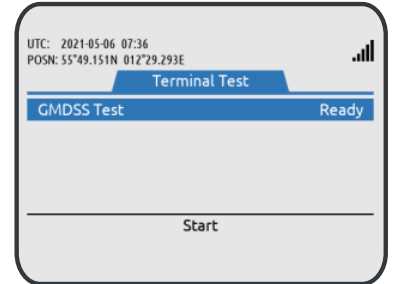 UTC: 2021-05-06 07:36
POSN: 55°49.151N 012°29.293E
Terminal Test
GMDSS Test Ready
Start